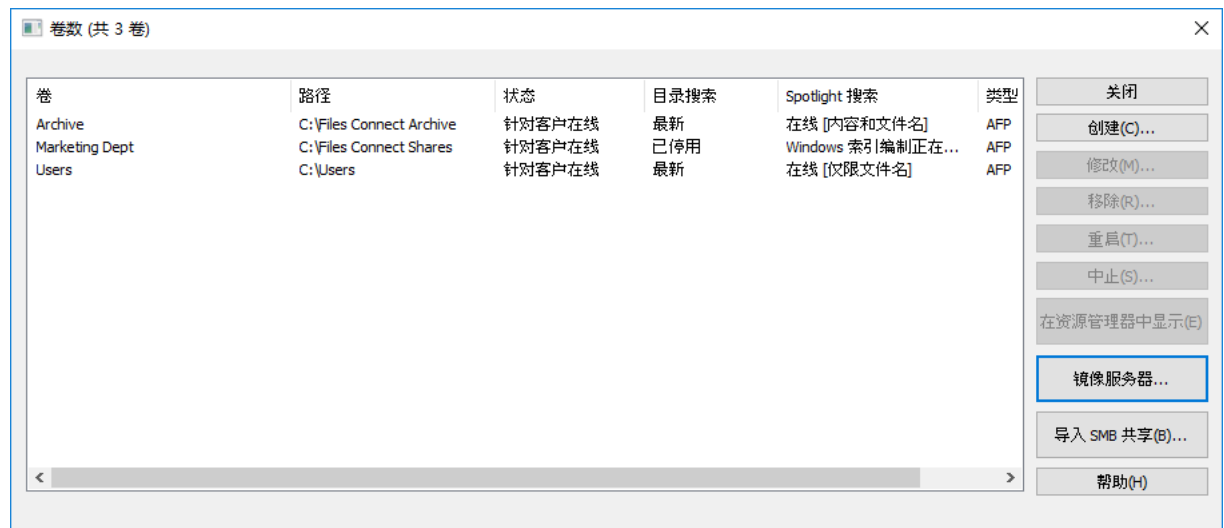 卷数 (共 3 卷)
卷 路径 状态 目录搜索 Spotlight 搜索 类型
Archive C:\Files Connect Archive 针对客户在线 最新 在线 [内容和文件名] AFP
Marketing Dept C:\Files Connect Shares 针对客户在线 已停用 Windows 索引编制正在... AFP
Users C:\Users 针对客户在线 最新 在线 [仅限文件名] AFP
关闭
创建(C)...
修改(M)...
移除(R)...
重启(T)...
中止(S)...
在资源管理器中显示(E)
镜像服务器...
导入 SMB 共享(B)...
帮助(H)